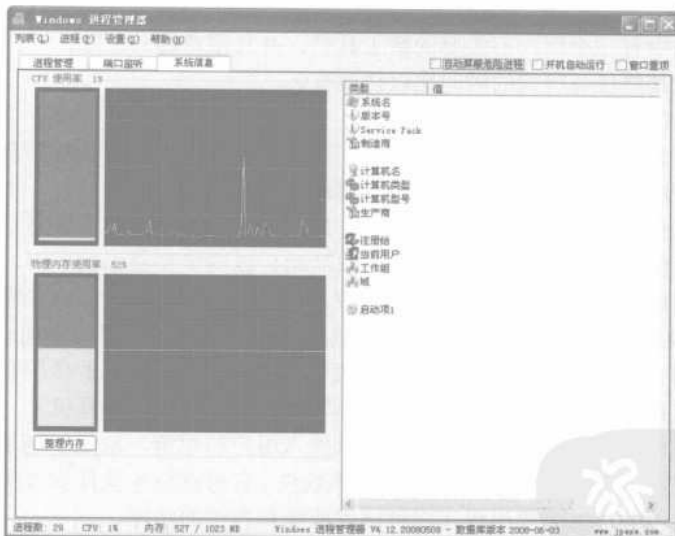 Windows 进程管理器
列表(L) 进程(P) 设置(S) 帮助(H)
进程管理 端口监听 系统信息
自动屏蔽危险进程 开机自动运行 窗口置顶
CPU 使用率 1%
类型 值
系统名
版本号
Service Pack
制造商
计算机名
计算机类型
计算机型号
生产商
注册给
当前用户
工作组
域
启动项1
物理内存使用率 52%
整理内存
进程数: 29 CPU: 1% 内存: 527 / 1023 MB Windows 进程管理器 V4.12.20080508 - 数据库版本 2008-06-03